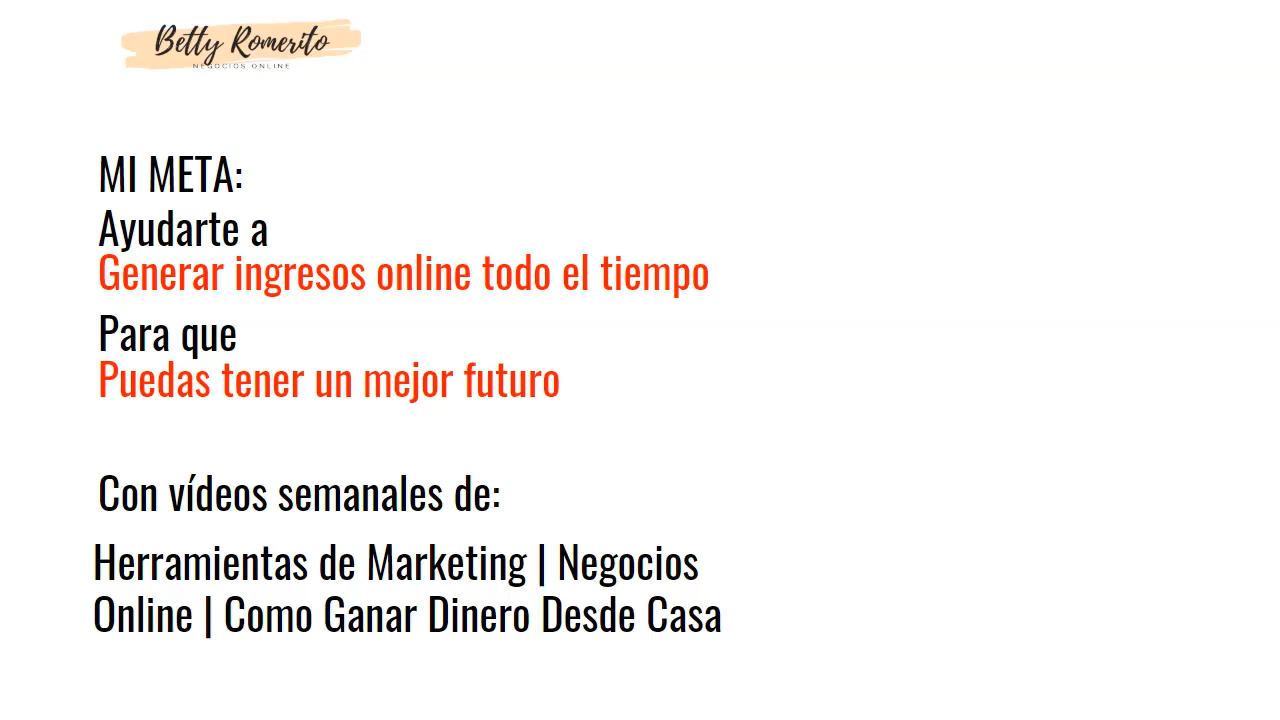 Betty Romerito
NEGOCIOS ONLINE
MI META:
Ayudarte a
Generar ingresos online todo el tiempo
Para que
Puedas tener un mejor futuro
Con vídeos semanales de:
Herramientas de Marketing | Negocios
Online | Como Ganar Dinero Desde Casa